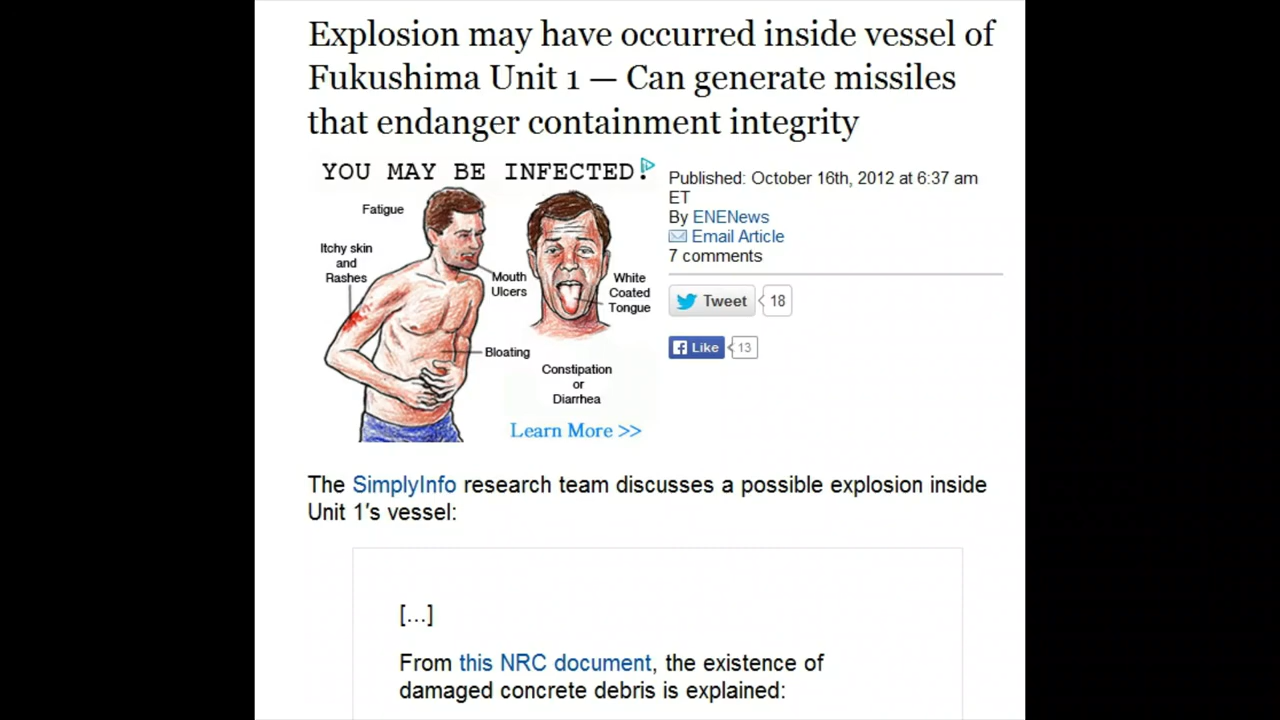 Explosion may have occurred inside vessel of
Fukushima Unit 1 — Can generate missiles
that endanger containment integrity
YOU MAY BE INFECTED!
Fatigue
Itchy skin
and
Rashes
Mouth
Ulcers
White
Coated
Tongue
Bloating
Constipation
or
Diarrhea
Learn More >>
Published: October 16th, 2012 at 6:37 am
ET
By ENENews
Email Article
7 comments
Tweet 18
Like 13
The SimplyInfo research team discusses a possible explosion inside
Unit 1′s vessel:
[…]
From this NRC document, the existence of
damaged concrete debris is explained: